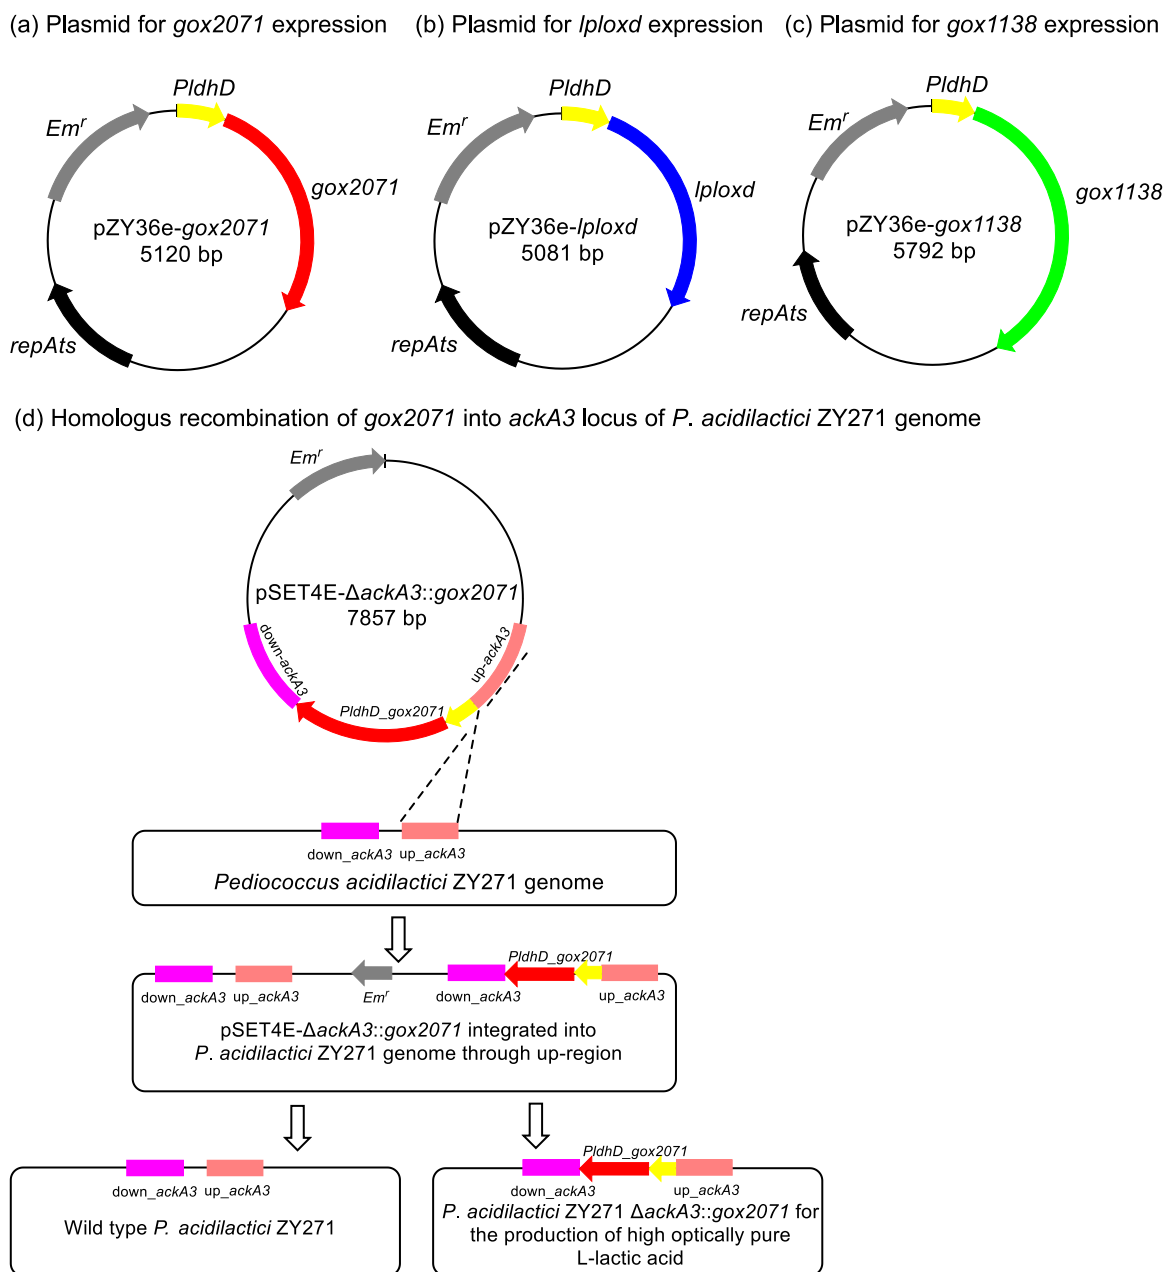 (a) Plasmid for gox2071 expression
(b) Plasmid for lploxd expression
(c) Plasmid for gox1138 expression
PldhD
Emʳ
gox2071
pZY36e-gox2071
5120 bp
repAts
PldhD
Emʳ
lploxd
pZY36e-lploxd
5081 bp
repAts
PldhD
Emʳ
gox1138
pZY36e-gox1138
5792 bp
repAts
(d) Homologus recombination of gox2071 into ackA3 locus of P. acidilactici ZY271 genome
Emʳ
pSET4E-ΔackA3::gox2071
7857 bp
down-ackA3
up-ackA3
PldhD_gox2071
down_ackA3
up_ackA3
Pediococcus acidilactici ZY271 genome
PldhD_gox2071
down_ackA3
up_ackA3
Emʳ
down_ackA3
up_ackA3
pSET4E-ΔackA3::gox2071 integrated into
P. acidilactici ZY271 genome through up-region
down_ackA3
up_ackA3
Wild type P. acidilactici ZY271
PldhD_gox2071
down_ackA3
up_ackA3
P. acidilactici ZY271 ΔackA3::gox2071 for
the production of high optically pure
L-lactic acid